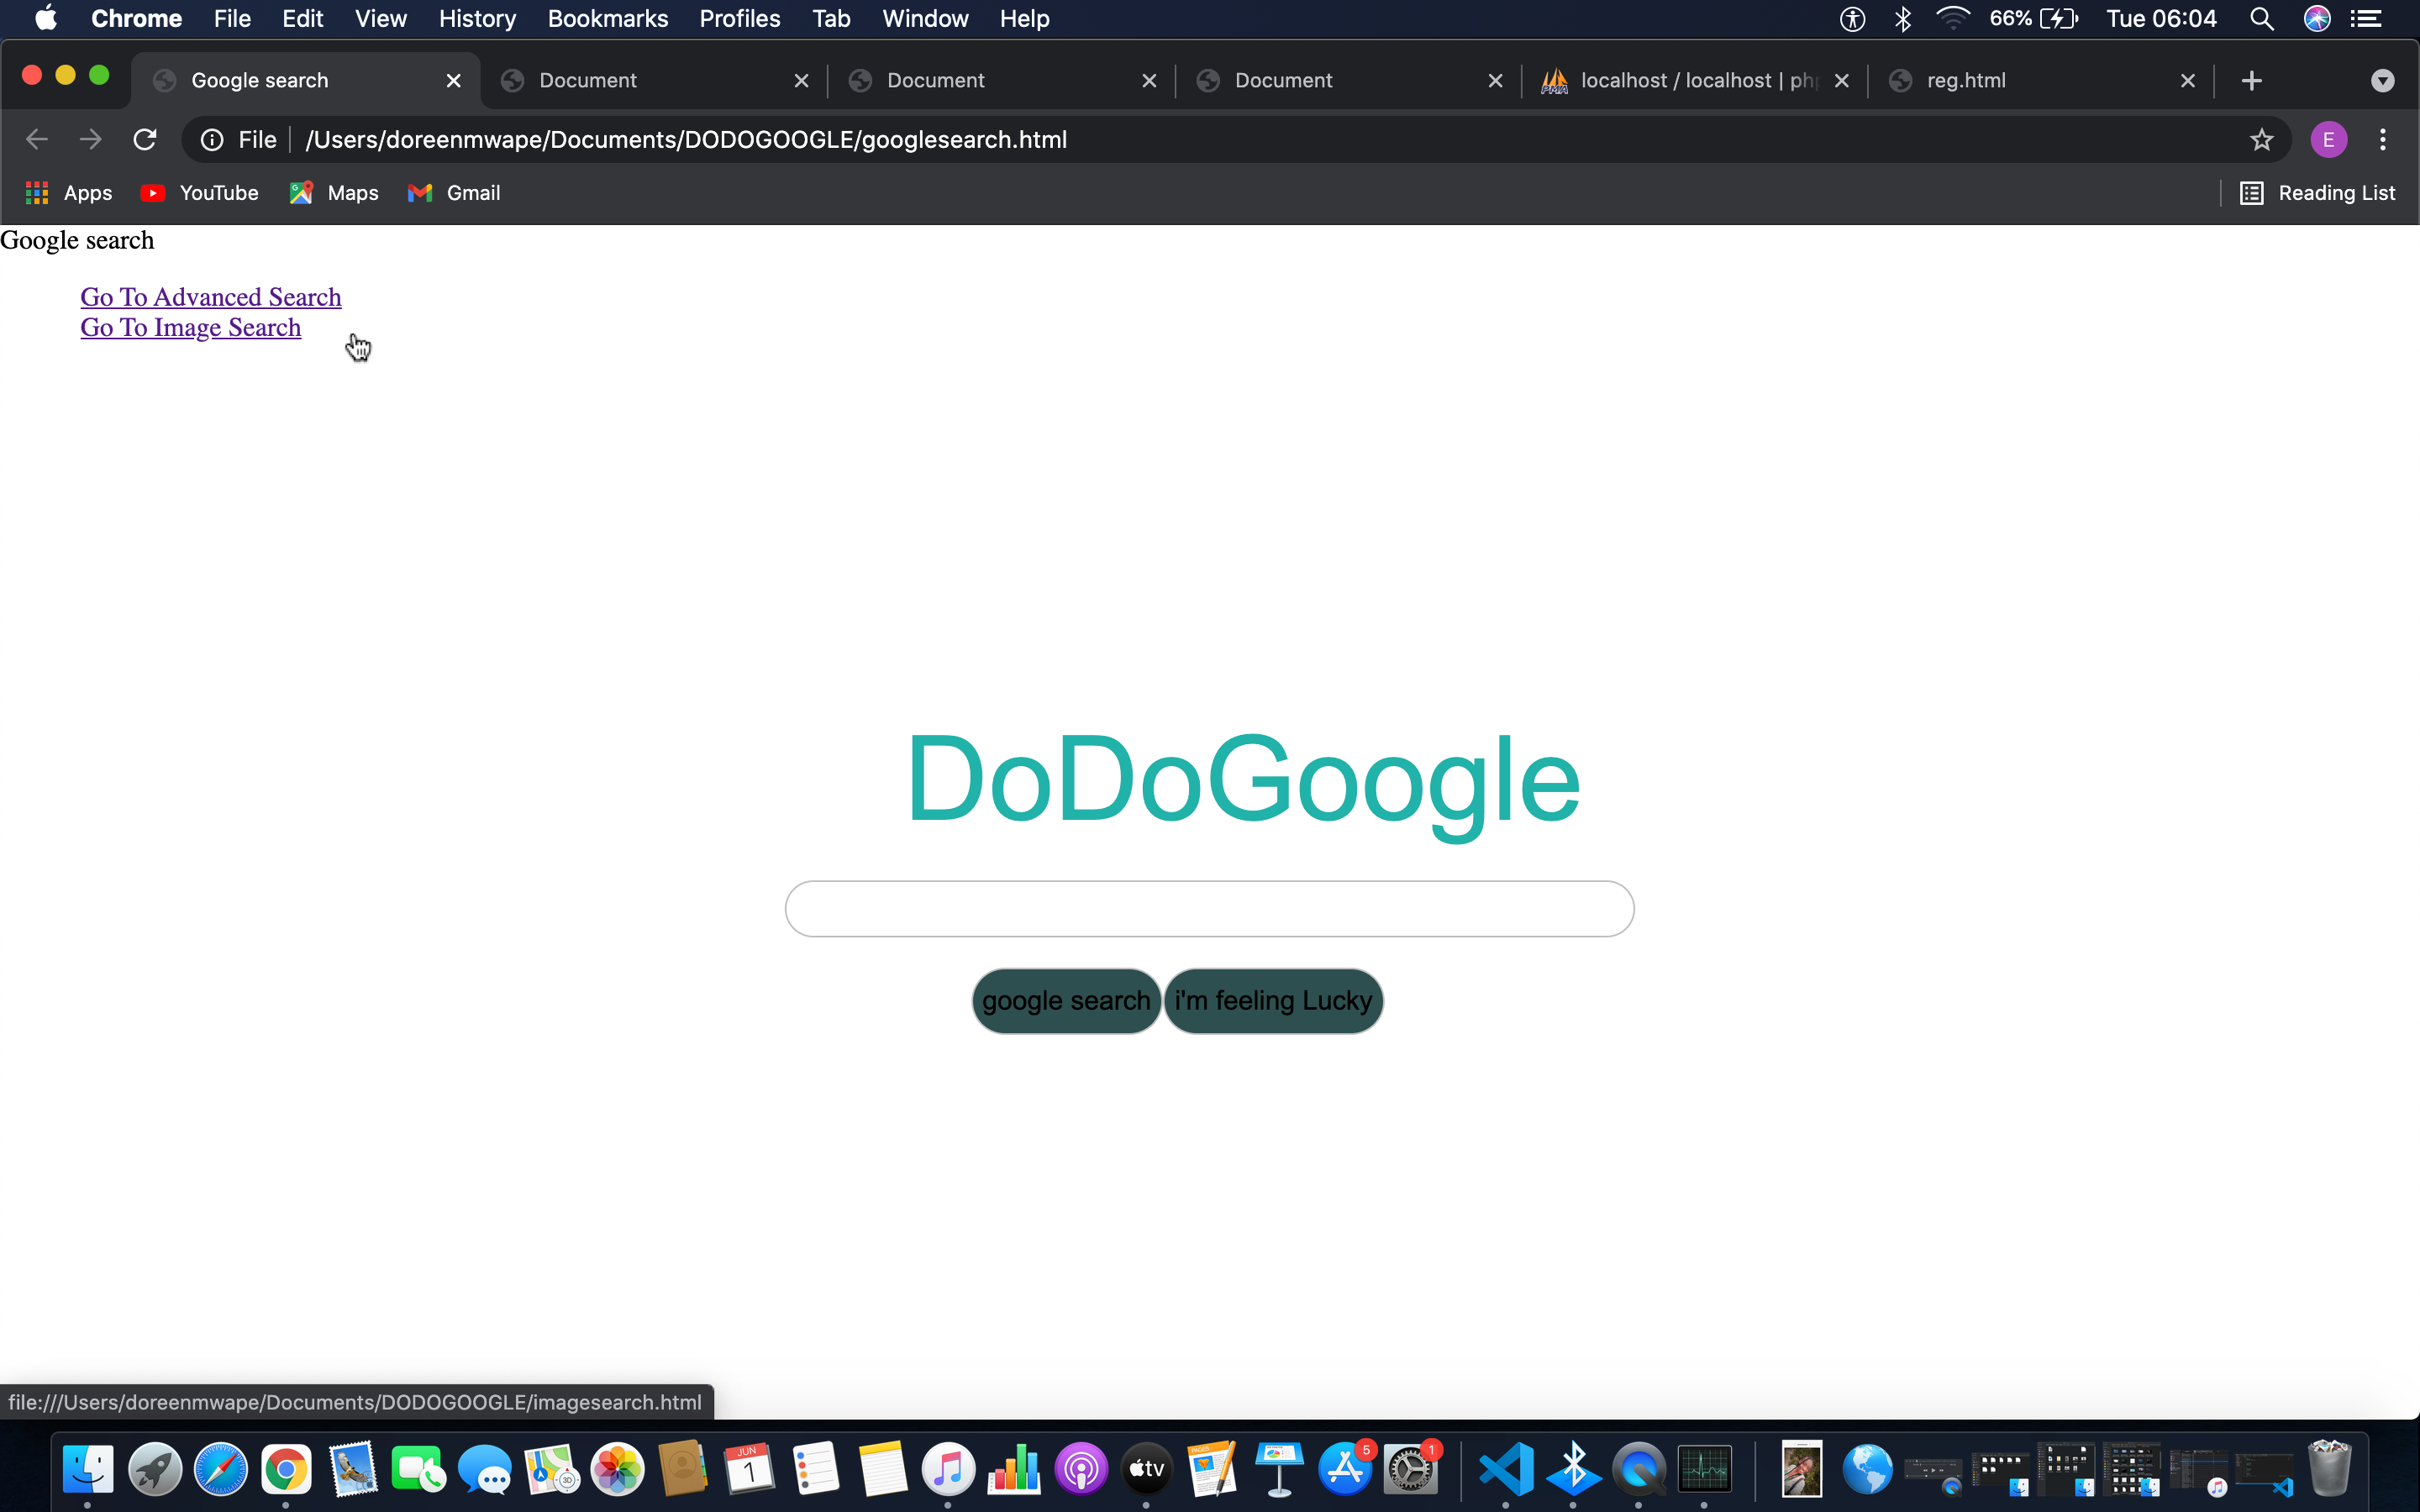 Chrome File Edit View History Bookmarks Profiles Tab Window Help 66% Tue 06:04
Google search Document Document Document localhost / localhost | ph reg.html
File /Users/doreenmwape/Documents/DODOGOOGLE/googlesearch.html E
Apps YouTube Maps Gmail Reading List
Google search
Go To Advanced Search
Go To Image Search
DoDoGoogle
google search i'm feeling Lucky
file:///Users/doreenmwape/Documents/DODOGOOGLE/imagesearch.html
JUN 1 tv PAGES 5 1
3D